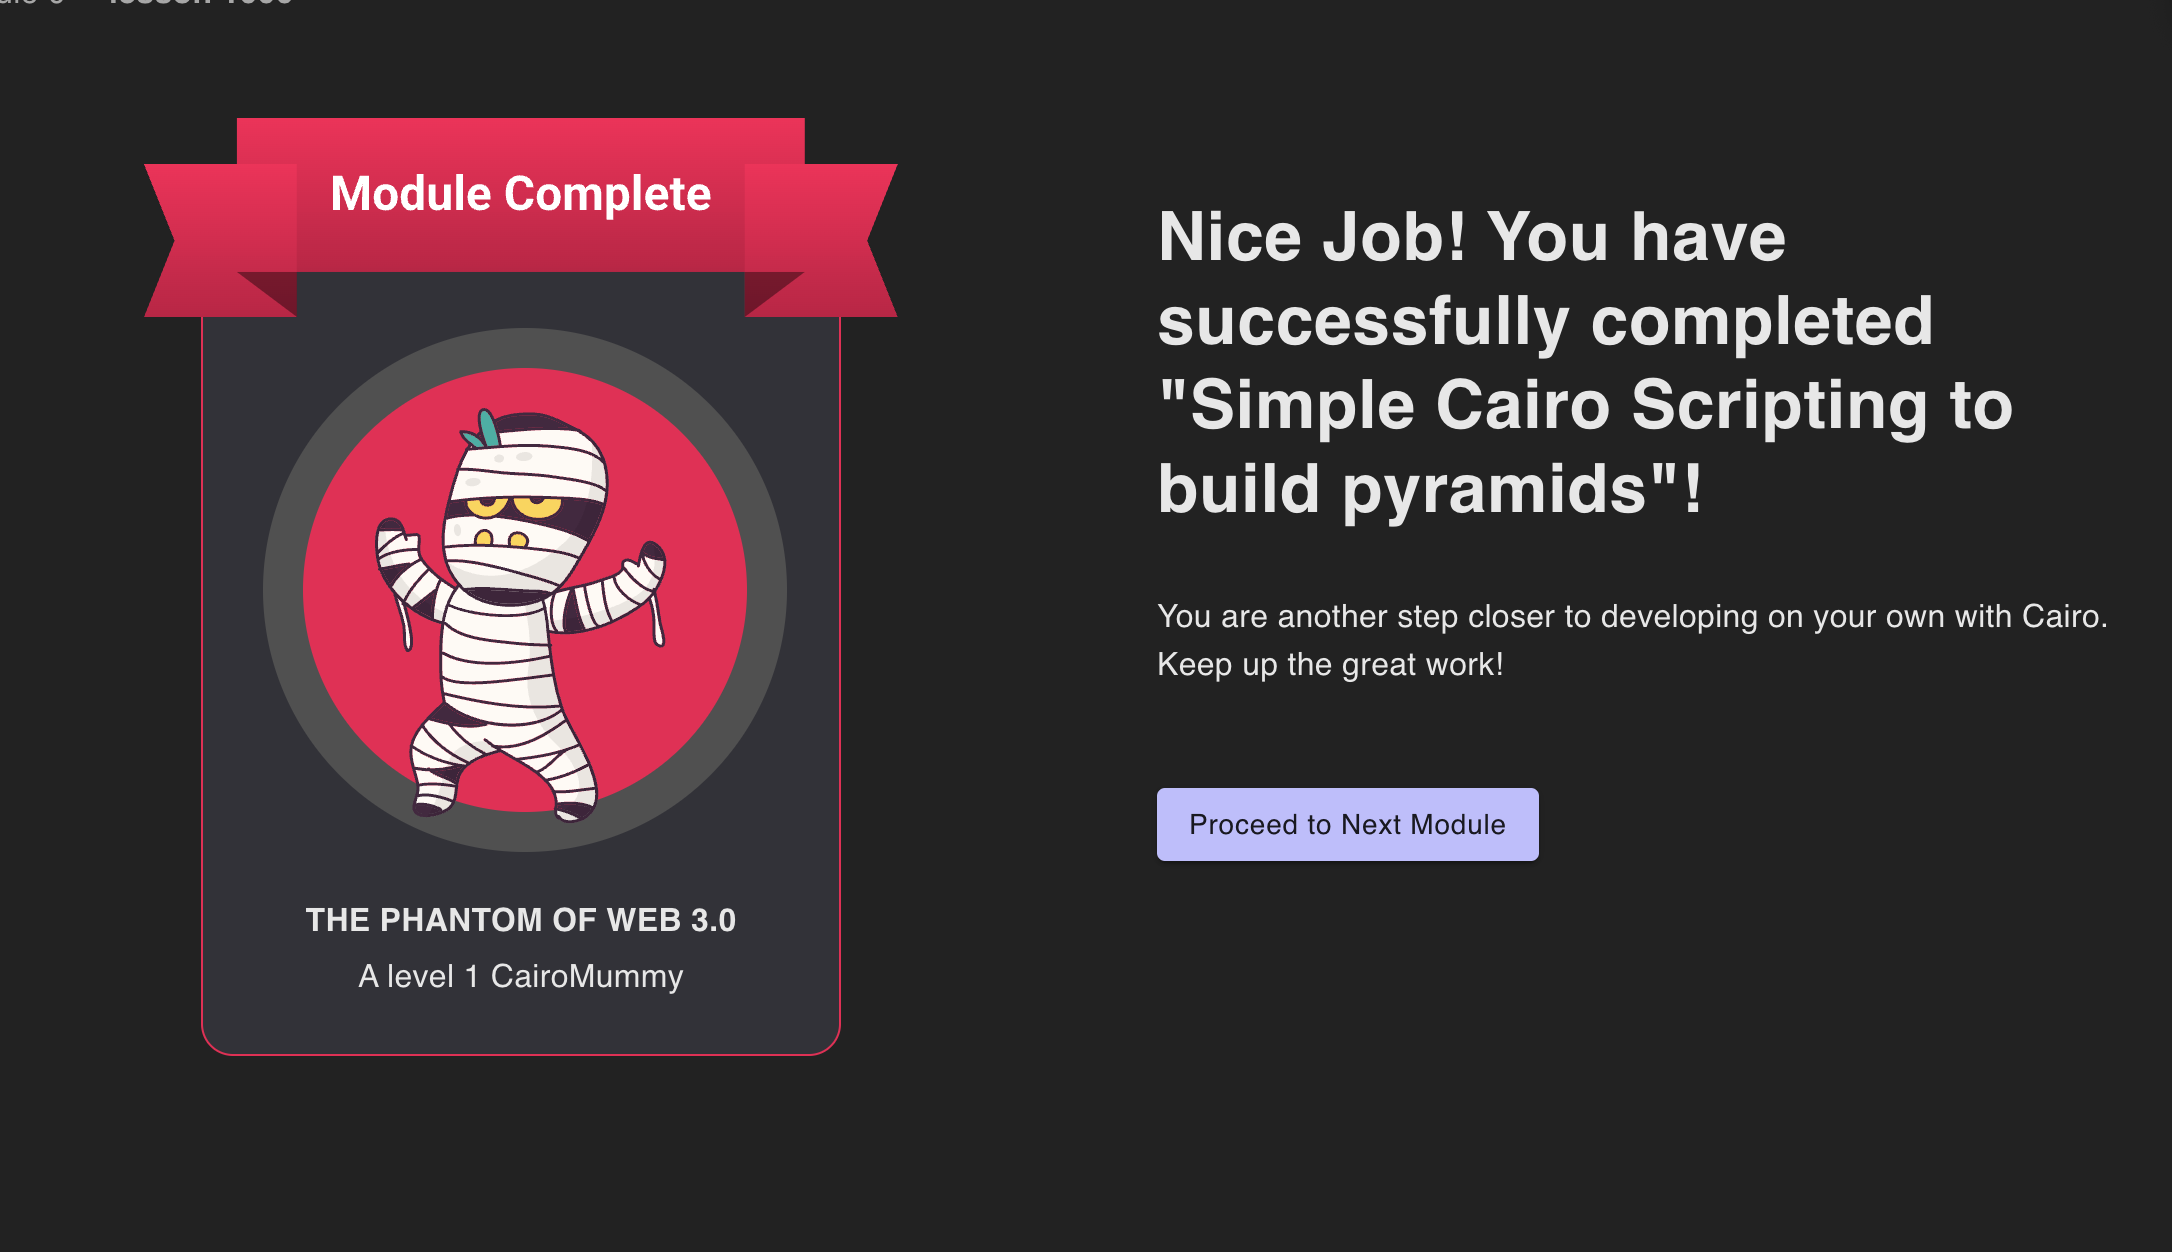 Module Complete
THE PHANTOM OF WEB 3.0
A level 1 CairoMummy
Nice Job! You have
successfully completed
"Simple Cairo Scripting to
build pyramids"!
You are another step closer to developing on your own with Cairo.
Keep up the great work!
Proceed to Next Module